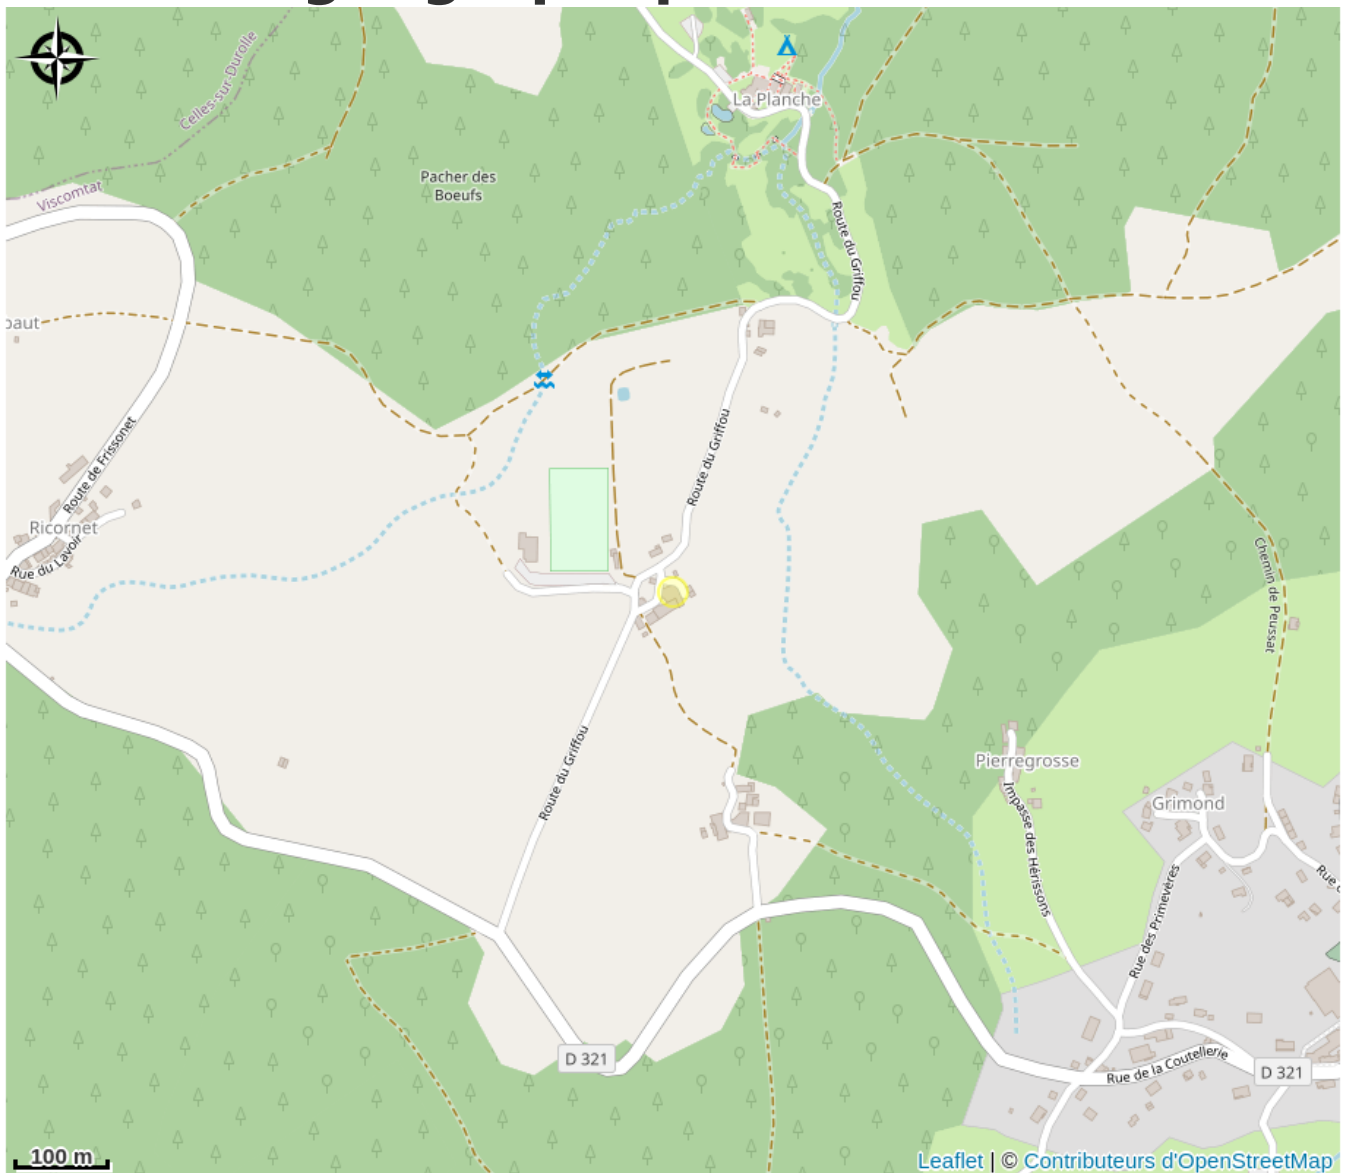 Celles-sur-Durolle
La Planche
Pacher des
Boeufs
Viscomtat
Route du Griffon
baut
Route du Griffou
Route de Frissonet
Ricornet
Rue du Lavoir
Chemin de Peussat
Route du Griffou
Pierregrosse
Impasse des Hérissons
Grimond
Rue des Primevères
D 321
Rue de la Coutellerie
D 321
100 m
Leaflet | © Contributeurs d'OpenStreetMap